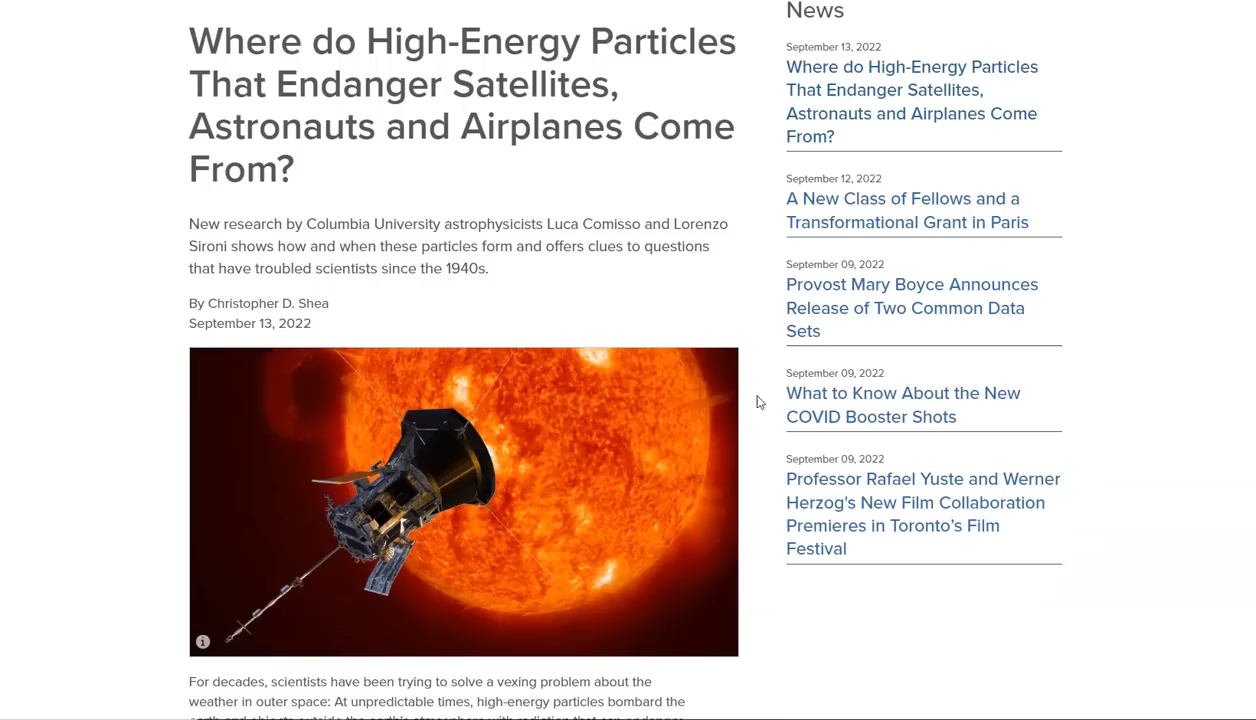 Where do High-Energy Particles
That Endanger Satellites,
Astronauts and Airplanes Come
From?
New research by Columbia University astrophysicists Luca Comisso and Lorenzo
Sironi shows how and when these particles form and offers clues to questions
that have troubled scientists since the 1940s.
By Christopher D. Shea
September 13, 2022
For decades, scientists have been trying to solve a vexing problem about the
weather in outer space: At unpredictable times, high-energy particles bombard the
News
September 13, 2022
Where do High-Energy Particles
That Endanger Satellites,
Astronauts and Airplanes Come
From?
September 12, 2022
A New Class of Fellows and a
Transformational Grant in Paris
September 09, 2022
Provost Mary Boyce Announces
Release of Two Common Data
Sets
September 09, 2022
What to Know About the New
COVID Booster Shots
September 09, 2022
Professor Rafael Yuste and Werner
Herzog's New Film Collaboration
Premieres in Toronto’s Film
Festival